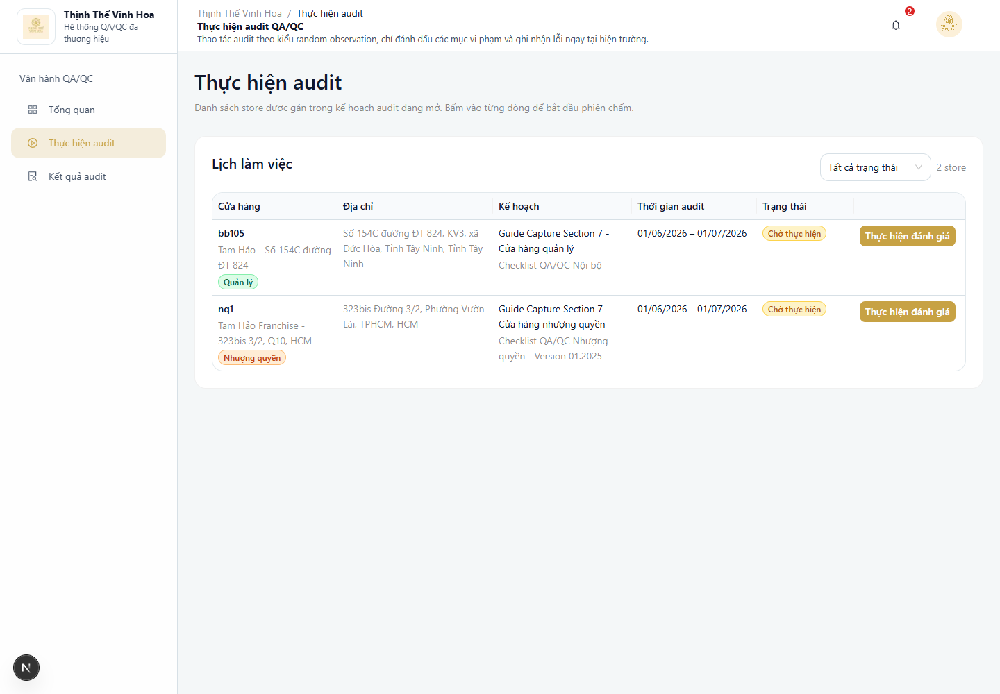 Thịnh Thế Vinh Hoa
Hệ thống QA/QC đa
thương hiệu
Vận hành QA/QC
Tổng quan
Thực hiện audit
Kết quả audit
Thịnh Thế Vinh Hoa / Thực hiện audit
Thực hiện audit QA/QC
Thao tác audit theo kiểu random observation, chỉ đánh dấu các mục vi phạm và ghi nhận lỗi ngay tại hiện trường.
2
Thực hiện audit
Danh sách store được gán trong kế hoạch audit đang mở. Bấm vào từng dòng để bắt đầu phiên chấm.
Lịch làm việc
Tất cả trạng thái
2 store
Cửa hàng
Địa chỉ
Kế hoạch
Thời gian audit
Trạng thái
bb105
Tam Hảo - Số 154C đường
ĐT 824
Quản lý
Số 154C đường ĐT 824, KV3, xã
Đức Hòa, Tỉnh Tây Ninh, Tỉnh Tây
Ninh
Guide Capture Section 7 -
Cửa hàng quản lý
Checklist QA/QC Nội bộ
01/06/2026 – 01/07/2026
Chờ thực hiện
Thực hiện đánh giá
nq1
Tam Hảo Franchise -
323bis 3/2, Q10, HCM
Nhượng quyền
323bis Đường 3/2, Phường Vườn
Lài, TPHCM, HCM
Guide Capture Section 7 -
Cửa hàng nhượng quyền
Checklist QA/QC Nhượng
quyền - Version 01.2025
01/06/2026 – 01/07/2026
Chờ thực hiện
Thực hiện đánh giá
N